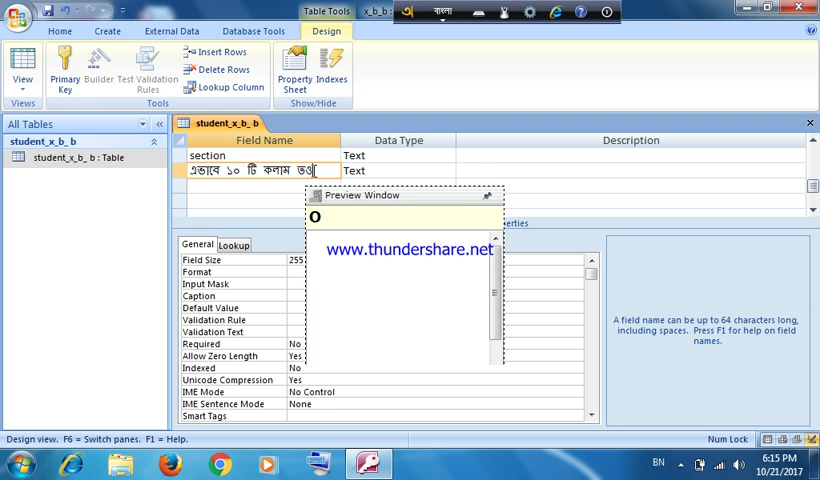 Table Tools
x_b_b :
বাংলা
Home
Create
External Data
Database Tools
Design
View
Primary Key
Builder
Test Validation Rules
Insert Rows
Delete Rows
Lookup Column
Property Sheet
Indexes
Views
Tools
Show/Hide
All Tables
student_x_b_ b
student_x_b_ b : Table
student_x_b_ b
Field Name
Data Type
Description
section
Text
এভাবে ১০ টি কলাম তও
Text
Preview Window
O
www.thundershare.net
operties
General
Lookup
Field Size
255
Format
Input Mask
Caption
Default Value
Validation Rule
Validation Text
Required
No
Allow Zero Length
Yes
Indexed
No
Unicode Compression
Yes
IME Mode
No Control
IME Sentence Mode
None
Smart Tags
A field name can be up to 64 characters long,
including spaces. Press F1 for help on field
names.
Design view. F6 = Switch panes. F1 = Help.
Num Lock
BN
6:15 PM
10/21/2017